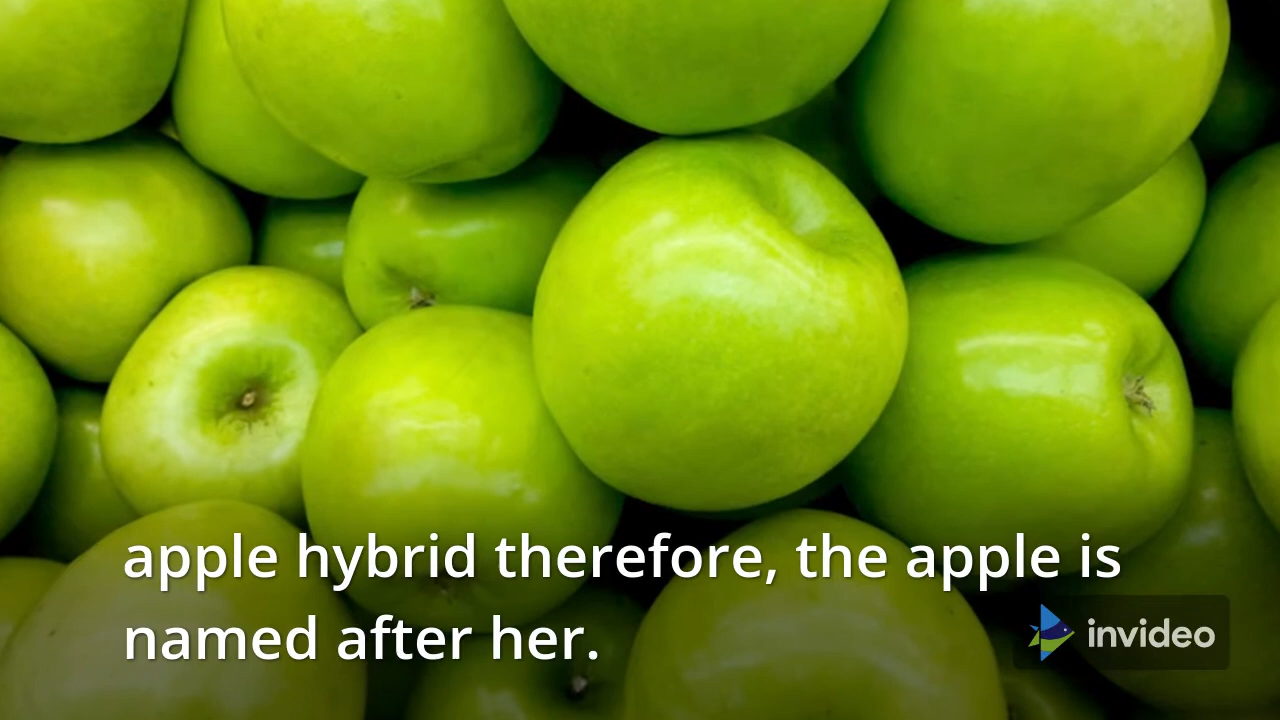 apple hybrid therefore, the apple is
named after her.
invideo